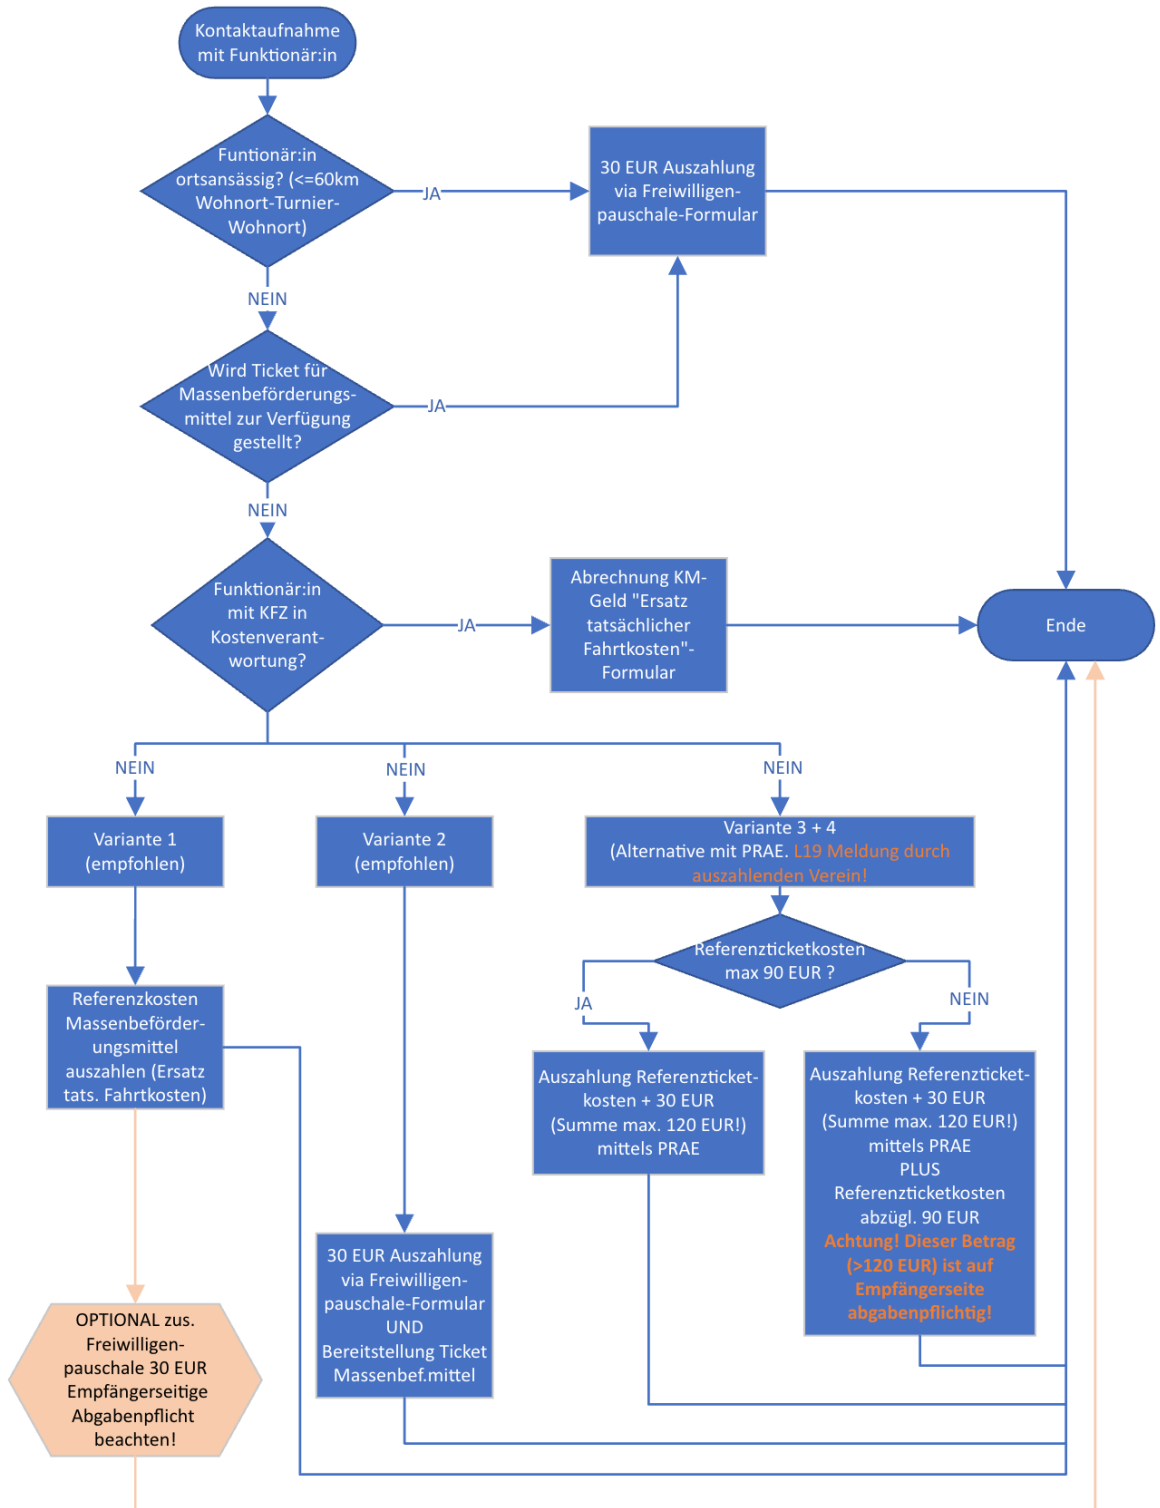 Kontaktaufnahme
mit Funktionär:in
Funtionär:in
ortsansässig? (<=60km
Wohnort-Turnier-
Wohnort)
JA
30 EUR Auszahlung
via Freiwilligen-
pauschale-Formular
NEIN
Wird Ticket für
Massenbeförderungs-
mittel zur Verfügung
gestellt?
JA
NEIN
Funktionär:in
mit KFZ in
Kostenverant-
wortung?
JA
Abrechnung KM-
Geld "Ersatz
tatsächlicher
Fahrtkosten"-
Formular
Ende
NEIN
NEIN
NEIN
Variante 1
(empfohlen)
Variante 2
(empfohlen)
Variante 3 + 4
(Alternative mit PRAE. L19 Meldung durch
auszahlenden Verein!
Referenzticketkosten
max 90 EUR ?
JA
NEIN
Referenzkosten
Massenbeförder-
ungsmittel
auszahlen (Ersatz
tats. Fahrtkosten)
Auszahlung Referenzticket-
kosten + 30 EUR
(Summe max. 120 EUR!)
mittels PRAE
Auszahlung Referenzticket-
kosten + 30 EUR
(Summe max. 120 EUR!)
mittels PRAE
PLUS
Referenzticketkosten
abzügl. 90 EUR
Achtung! Dieser Betrag
(>120 EUR) ist auf
Empfängerseite
abgabenpflichtig!
30 EUR Auszahlung
via Freiwilligen-
pauschale-Formular
UND
Bereitstellung Ticket
Massenbef.mittel
OPTIONAL zus.
Freiwilligen-
pauschale 30 EUR
Empfängerseitige
Abgabenpflicht
beachten!